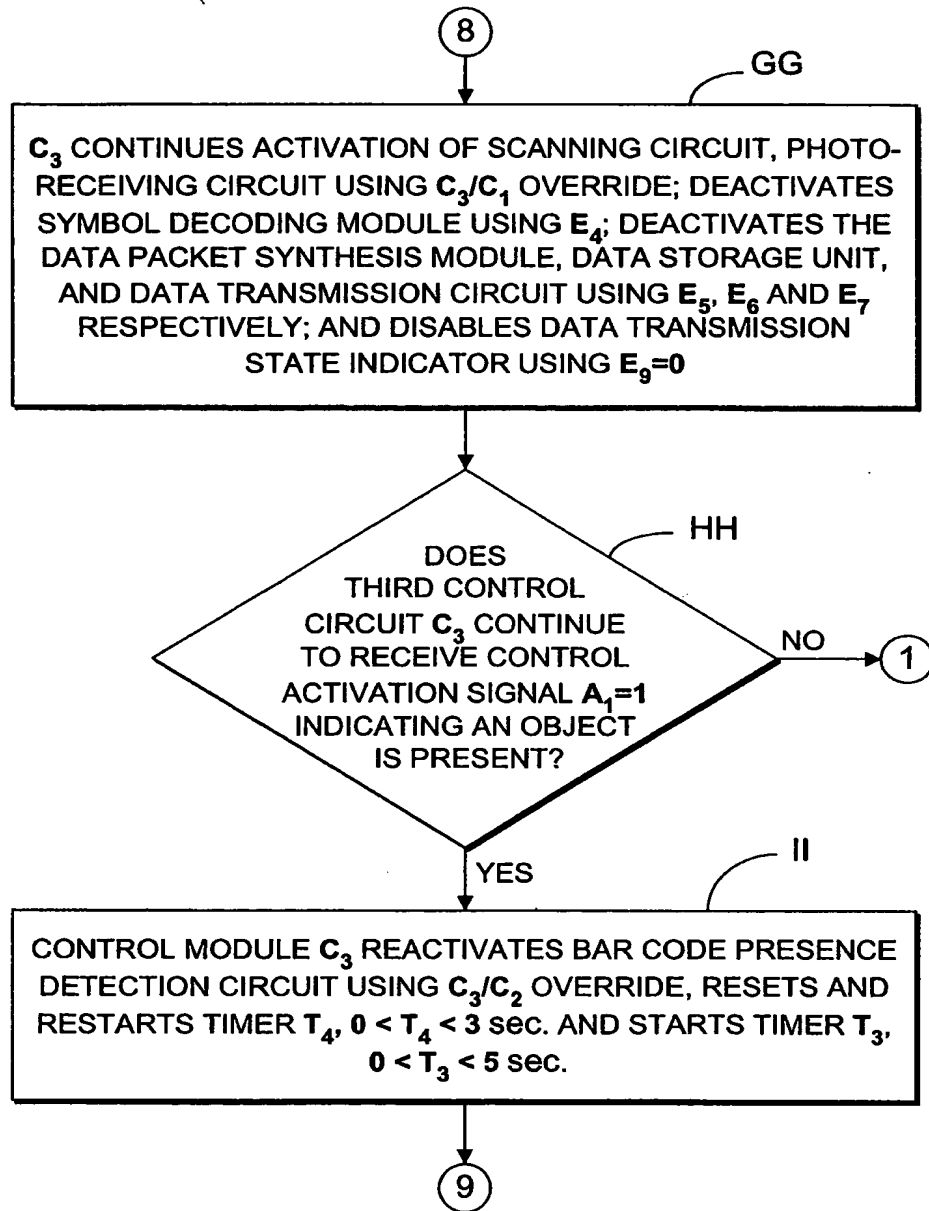 8
GG
C3 CONTINUES ACTIVATION OF SCANNING CIRCUIT, PHOTO-
RECEIVING CIRCUIT USING C3/C1 OVERRIDE; DEACTIVATES
SYMBOL DECODING MODULE USING E4; DEACTIVATES THE
DATA PACKET SYNTHESIS MODULE, DATA STORAGE UNIT,
AND DATA TRANSMISSION CIRCUIT USING E5, E6 AND E7
RESPECTIVELY; AND DISABLES DATA TRANSMISSION
STATE INDICATOR USING E9=0
HH
DOES
THIRD CONTROL
CIRCUIT C3 CONTINUE
TO RECEIVE CONTROL
ACTIVATION SIGNAL A1=1
INDICATING AN OBJECT
IS PRESENT?
NO
1
YES
II
CONTROL MODULE C3 REACTIVATES BAR CODE PRESENCE
DETECTION CIRCUIT USING C3/C2 OVERRIDE, RESETS AND
RESTARTS TIMER T4, 0 < T4 < 3 sec. AND STARTS TIMER T3,
0 < T3 < 5 sec.
9